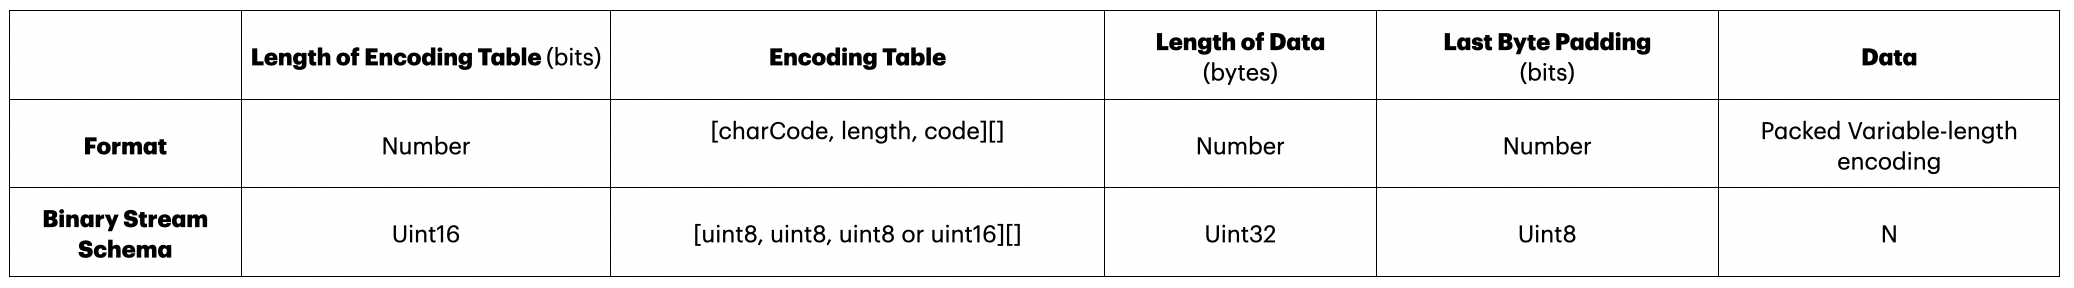 Length of Encoding Table (bits)
Encoding Table
Length of Data
(bytes)
Last Byte Padding
(bits)
Data
Format
Number
[charCode, length, code][]
Number
Number
Packed Variable-length
encoding
Binary Stream
Schema
Uint16
[uint8, uint8, uint8 or uint16][]
Uint32
Uint8
N